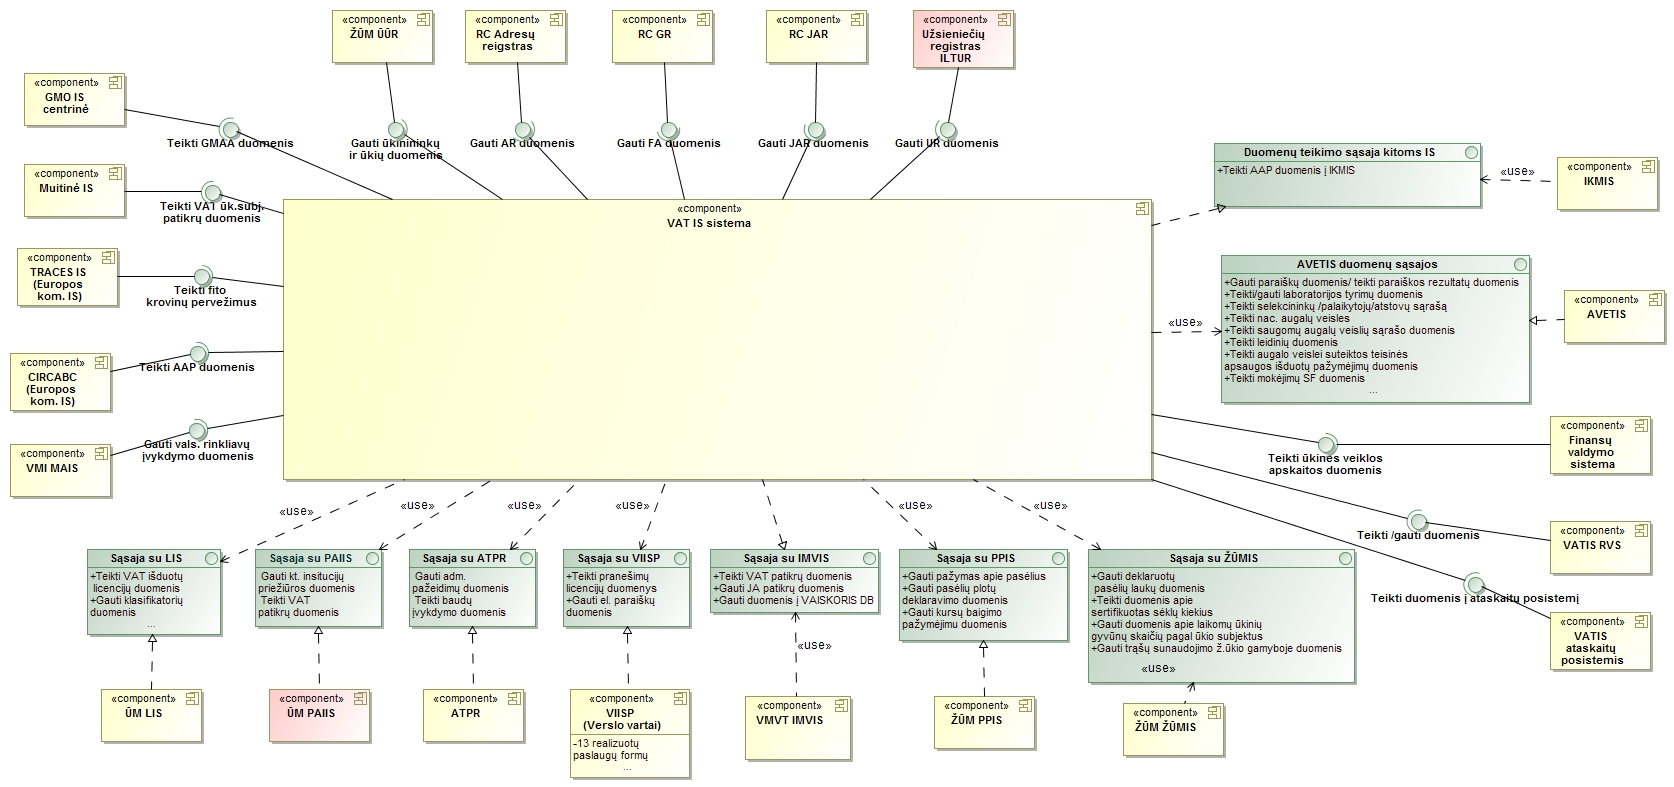 «component»
ŽŪM ŪŪR
«component»
RC Adresų
reigstras
«component»
RC GR
«component»
RC JAR
«component»
Užsieniečių
registras
ILTUR
«component»
GMO IS
centrinė
Teikti GMAA duomenis
Gauti ūkinininkų
ir ūkių duomenis
Gauti AR duomenis
Gauti FA duomenis
Gauti JAR duomenis
Gauti UR duomenis
«component»
Muitinė IS
Teikti VAT ūk.subj.
patikrų duomenis
«component»
TRACES IS
(Europos
kom. IS)
Teikti fito
krovinų pervežimus
«component»
CIRCABC
(Europos
kom. IS)
Teikti AAP duomenis
«component»
VMI MAIS
Gauti vals. rinkliavų
įvykdymo duomenis
«component»
VAT IS sistema
Duomenų teikimo sąsaja kitoms IS
+Teikti AAP duomenis į IKMIS
«use»
«component»
IKMIS
«use»
AVETIS duomenų sąsajos
+Gauti paraiškų duomenis/ teikti paraiškos rezultatų duomenis
+Teikti/gauti laboratorijos tyrimų duomenis
+Teikti selekcininkų /palaikytojų/atstovų sąrašą
+Teikti nac. augalų veisles
+Teikti saugomų augalų veislių sąrašo duomenis
+Teikti leidinių duomenis
+Teikti augalo veislei suteiktos teisinės
apsaugos išduotų pažymėjimų duomenis
+Teikti mokėjimų SF duomenis
...
«component»
AVETIS
Teikti ūkinės veiklos
apskaitos duomenis
«component»
Finansų
valdymo
sistema
Teikti /gauti duomenis
«component»
VATIS RVS
Teikti duomenis į ataskaitų posistemį
«component»
VATIS
ataskaitų
posistemis
«use»
«use»
«use»
«use»
«use»
«use»
Sąsaja su LIS
+Teikti VAT išduotų
licencijų duomenis
+Gauti klasifikatorių
duomenis
...
Sąsaja su PAIIS
Gauti kt. insitucijų
priežiūros duomenis
Teikti VAT
patikrų duomenis
Sąsaja su ATPR
Gauti adm.
pažeidimų duomenis
Teikti baudų
įvykdymo duomenis
Sąsaja su VIISP
+Teikti pranešimų
licencijų duomenys
+Gauti el. paraiškų
duomenis
Sąsaja su IMVIS
+Teikti VAT patikrų duomenis
+Gauti JA patikrų duomenis
+Gauti duomenis į VAISKORIS DB
«use»
Sąsaja su PPIS
+Gauti pažymas apie pasėlius
+Gauti pasėlių plotų
deklaravimo duomenis
+Gauti kursų baigimo
pažymėjimu duomenis
Sąsaja su ŽŪMIS
+Gauti deklaruotų
pasėlių laukų duomenis
+Teikti duomenis apie
sertifikuotas sėklų kiekius
+Gauti duomenis apie laikomų ūkinių
gyvūnų skaičių pagal ūkio subjektus
+Gauti trąšų sunaudojimo ž.ūkio gamyboje duomenis
«use»
«component»
ŪM LIS
«component»
ŪM PAIIS
«component»
ATPR
«component»
VIISP
(Verslo vartai)
-13 realizuotų
paslaugų formų
...
«component»
VMVT IMVIS
«component»
ŽŪM PPIS
«component»
ŽŪM ŽŪMIS